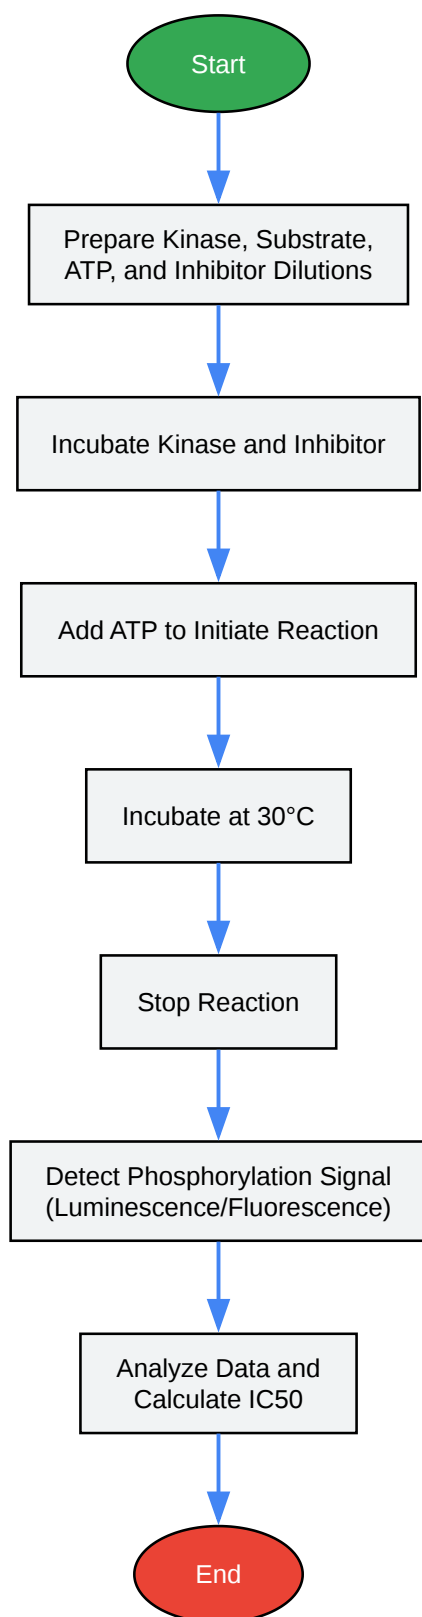 Start
Prepare Kinase, Substrate,
ATP, and Inhibitor Dilutions
Incubate Kinase and Inhibitor
Add ATP to Initiate Reaction
Incubate at 30°C
Stop Reaction
Detect Phosphorylation Signal
(Luminescence/Fluorescence)
Analyze Data and
Calculate IC50
End